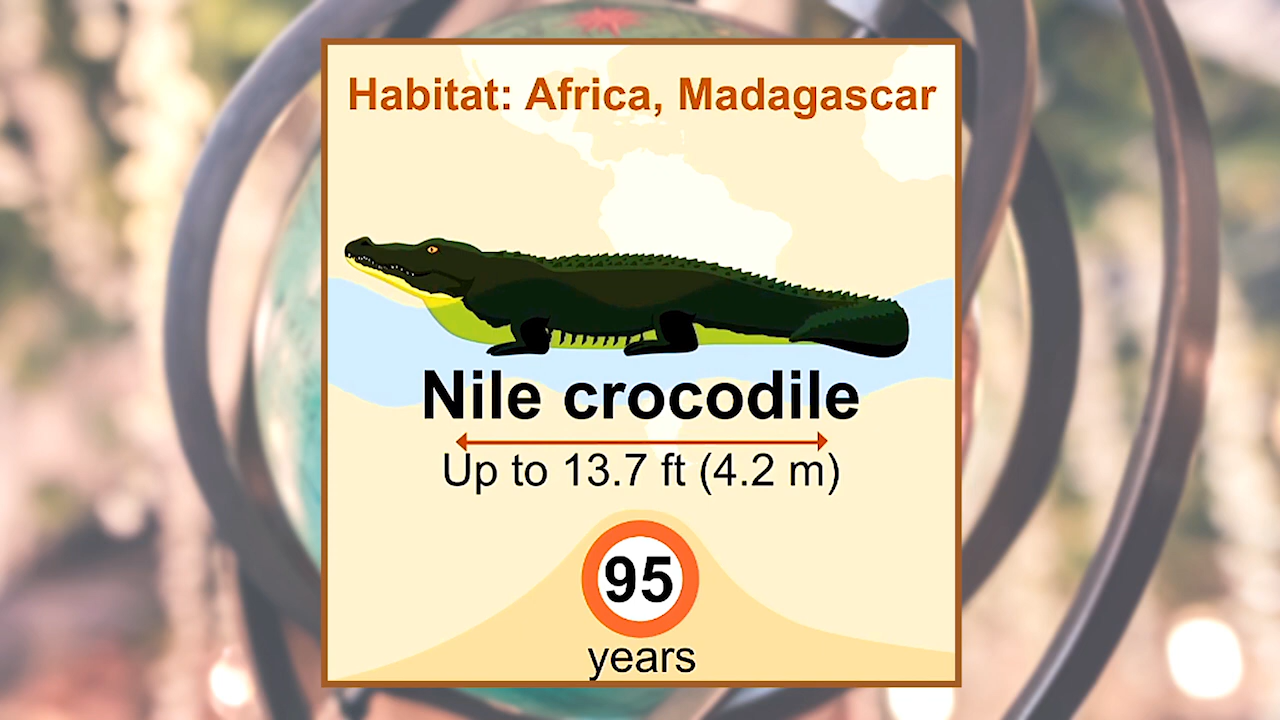 Habitat: Africa, Madagascar
Nile crocodile
Up to 13.7 ft (4.2 m)
95
years